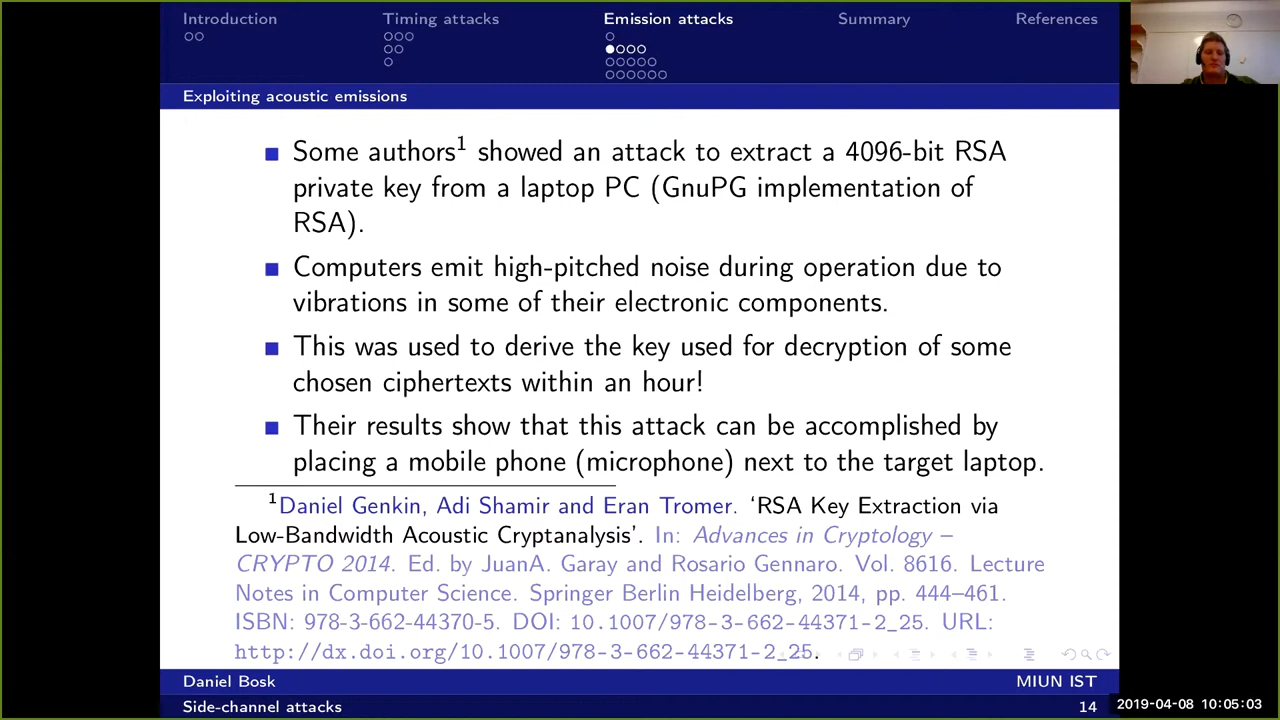 Introduction Timing attacks Emission attacks Summary References
Exploiting acoustic emissions
Some authors1 showed an attack to extract a 4096-bit RSA
private key from a laptop PC (GnuPG implementation of
RSA).
Computers emit high-pitched noise during operation due to
vibrations in some of their electronic components.
This was used to derive the key used for decryption of some
chosen ciphertexts within an hour!
Their results show that this attack can be accomplished by
placing a mobile phone (microphone) next to the target laptop.
1Daniel Genkin, Adi Shamir and Eran Tromer. ‘RSA Key Extraction via
Low-Bandwidth Acoustic Cryptanalysis’. In: Advances in Cryptology –
CRYPTO 2014. Ed. by JuanA. Garay and Rosario Gennaro. Vol. 8616. Lecture
Notes in Computer Science. Springer Berlin Heidelberg, 2014, pp. 444–461.
ISBN: 978-3-662-44370-5. DOI: 10.1007/978-3-662-44371-2_25. URL:
http://dx.doi.org/10.1007/978-3-662-44371-2_25.
Daniel Bosk MIUN IST
Side-channel attacks 14
2019-04-08 10:05:03